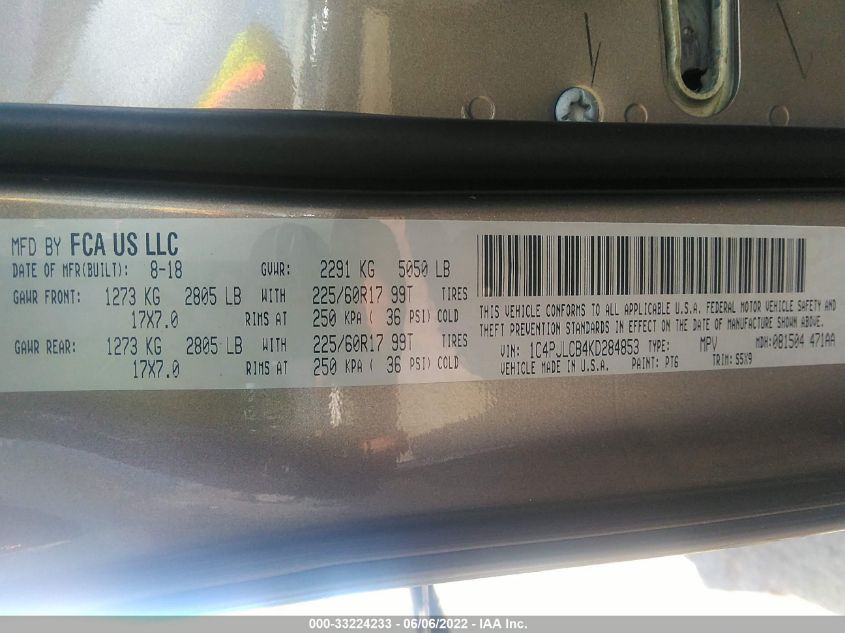 MFD BY FCA US LLC
DATE OF MFR(BUILT): 8-18 GVWR: 2291 KG 5050 LB
GAWR FRONT: 1273 KG 2805 LB WITH 225/60R17 99T TIRES
17X7.0 RIMS AT 250 KPA ( 36 PSI) COLD
GAWR REAR: 1273 KG 2805 LB WITH 225/60R17 99T TIRES
17X7.0 RIMS AT 250 KPA ( 36 PSI) COLD
THIS VEHICLE CONFORMS TO ALL APPLICABLE U.S.A. FEDERAL MOTOR VEHICLE SAFETY AND
THEFT PREVENTION STANDARDS IN EFFECT ON THE DATE OF MANUFACTURE SHOWN ABOVE.
VIN: 1C4PJLCB4KD284853 TYPE: MPV MDH: 081504 471AA
VEHICLE MADE IN U.S.A. PAINT: PTG TRIM: S5X9
000-33224233 - 06/06/2022 - IAA Inc.